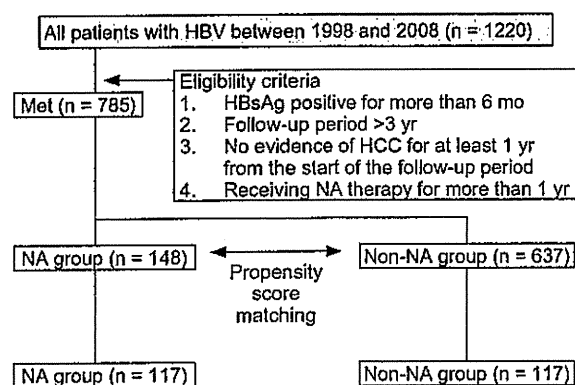 All patients with HBV between 1998 and 2008 (n = 1220)
Met (n = 785)
Eligibility criteria
1. HBsAg positive for more than 6 mo
2. Follow-up period >3 yr
3. No evidence of HCC for at least 1 yr
from the start of the follow-up period
4. Receiving NA therapy for more than 1 yr
NA group (n = 148)
Propensity
score
matching
Non-NA group (n = 637)
NA group (n = 117)
Non-NA group (n = 117)